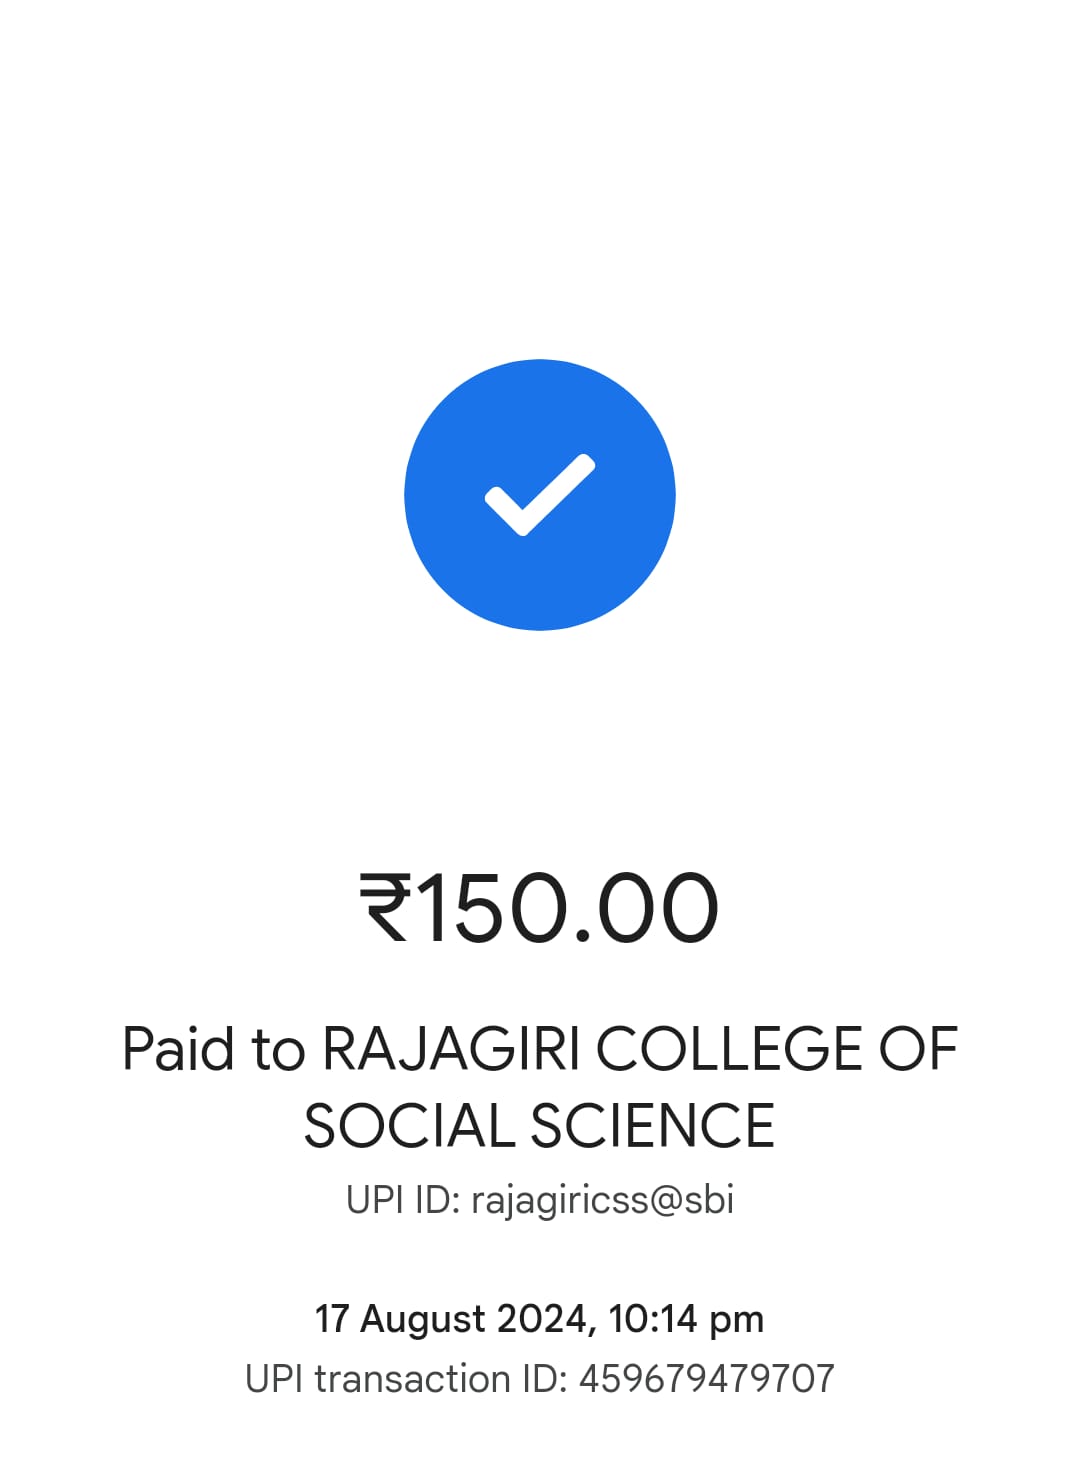 ₹150.00
Paid to RAJAGIRI COLLEGE OF
SOCIAL SCIENCE
UPI ID: rajagiricss@sbi
17 August 2024, 10:14 pm
UPI transaction ID: 459679479707